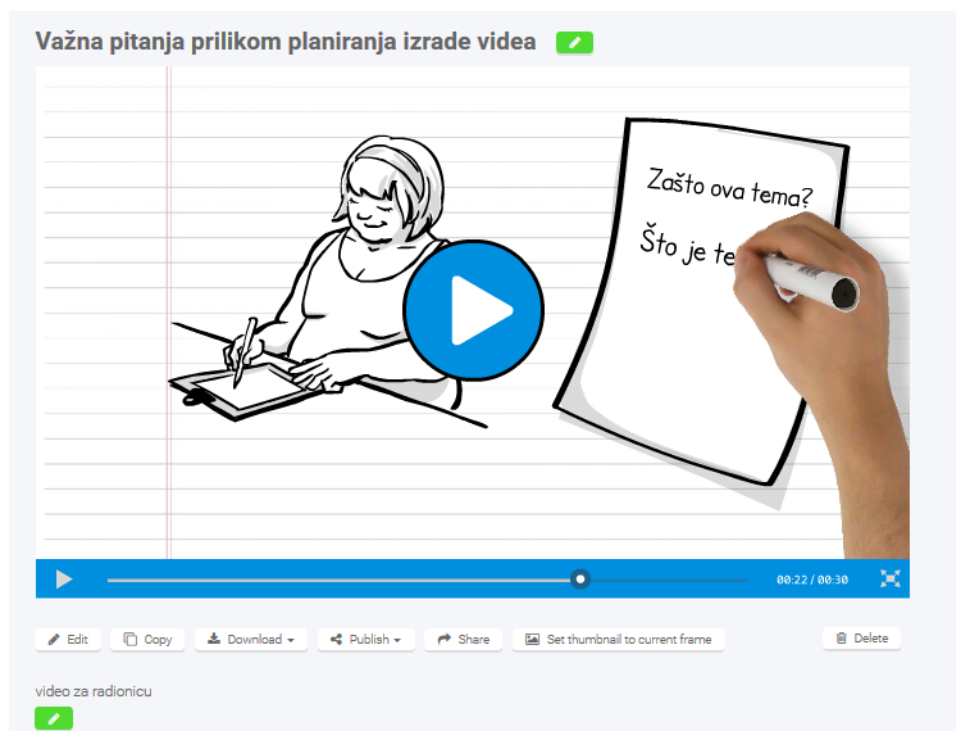 Važna pitanja prilikom planiranja izrade videa
Zašto ova tema?
Što je te
00:22 / 00:30
Edit Copy Download Publish Share Set thumbnail to current frame Delete
video za radionicu